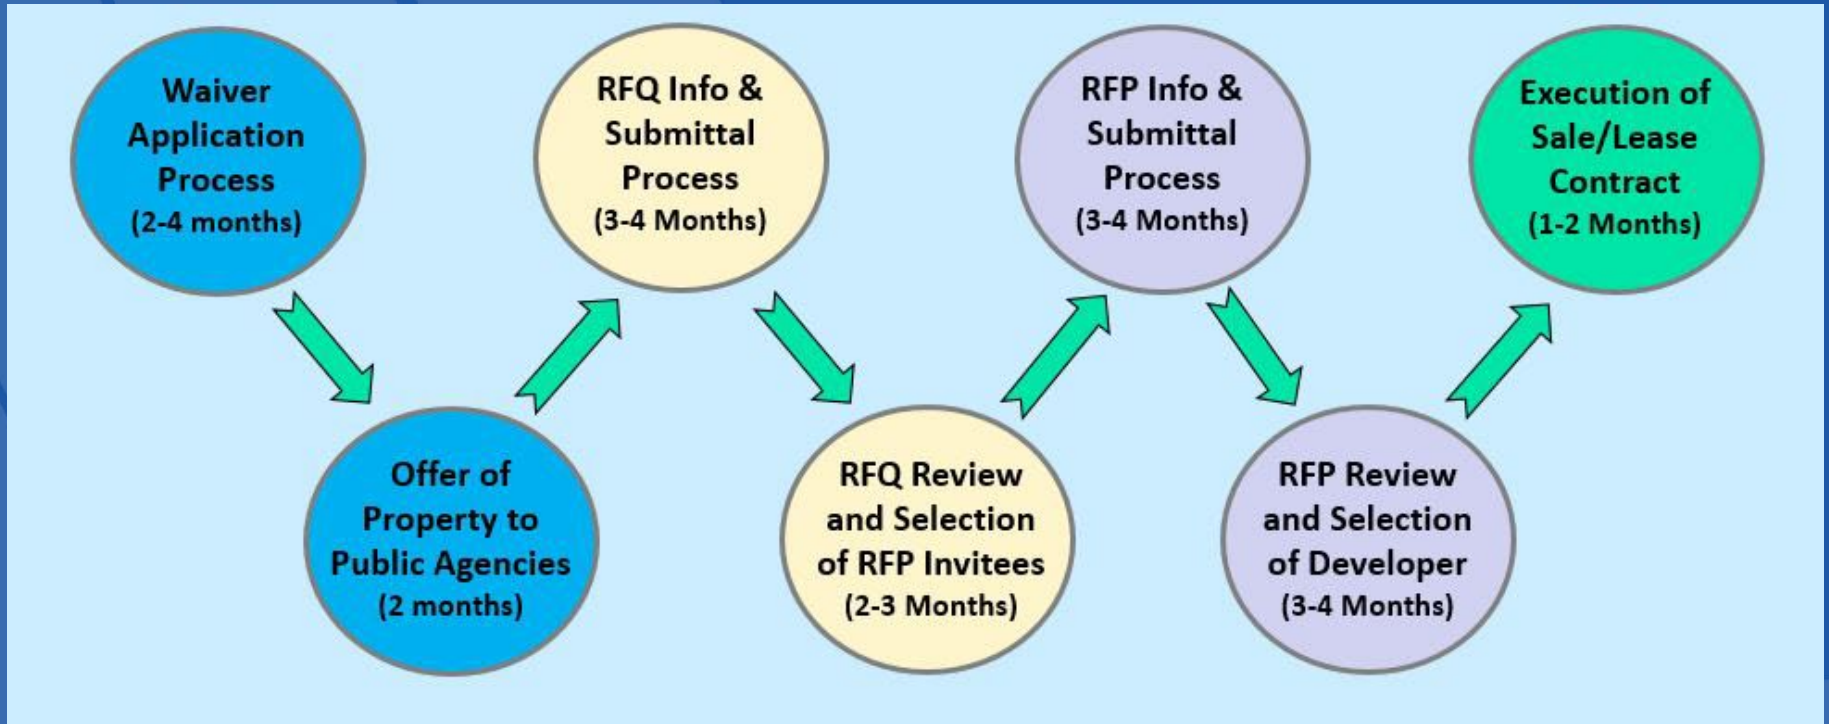 Waiver
Application
Process
(2-4 months)
Offer of
Property to
Public Agencies
(2 months)
RFQ Info &
Submittal
Process
(3-4 Months)
RFQ Review
and Selection
of RFP Invitees
(2-3 Months)
RFP Info &
Submittal
Process
(3-4 Months)
RFP Review
and Selection
of Developer
(3-4 Months)
Execution of
Sale/Lease
Contract
(1-2 Months)